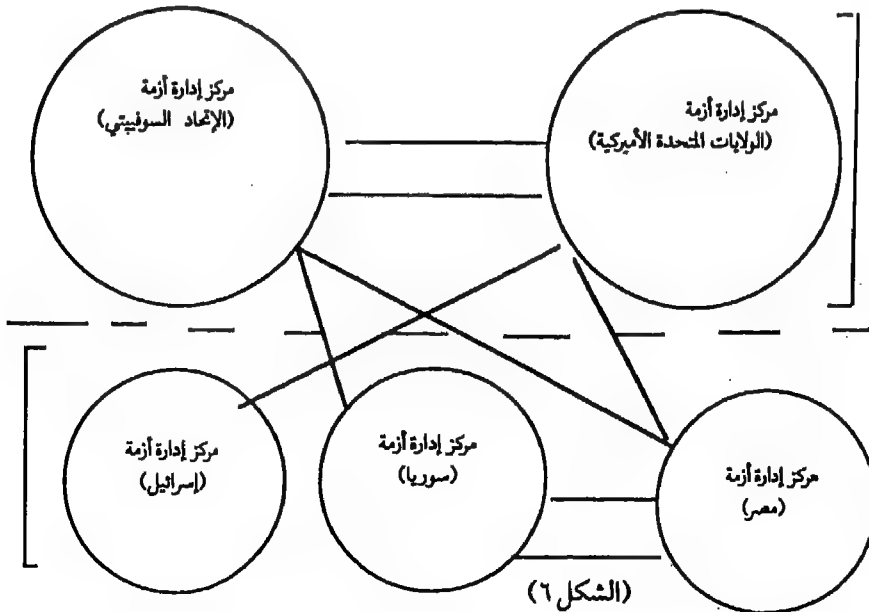 مركز إدارة أزمة
(الولايات المتحدة الأميركية)
مركز إدارة أزمة
(الإتحاد السوفييتي)
مركز إدارة أزمة
(مصر)
مركز إدارة أزمة
(سوريا)
مركز إدارة أزمة
(إسرائيل)
(الشكل ٦)